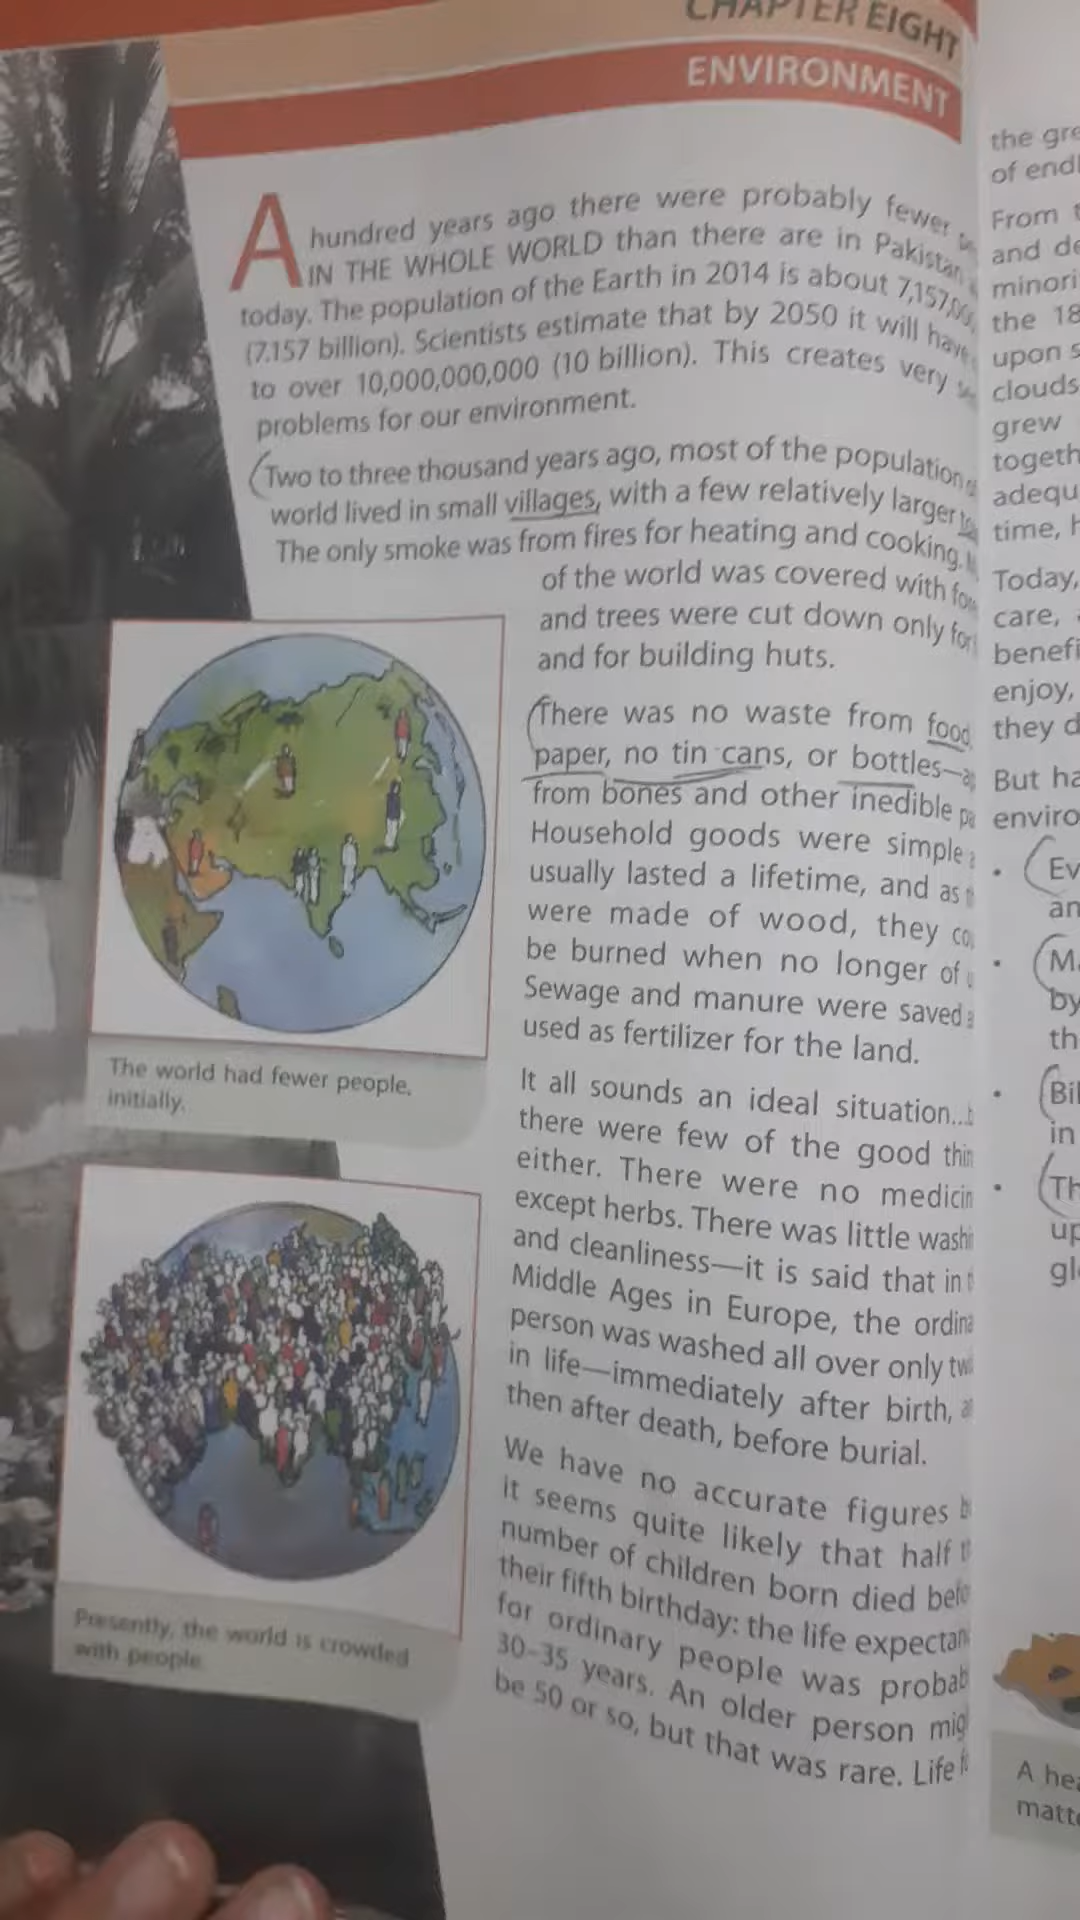 CHAPTER EIGHT
ENVIRONMENT
A hundred years ago there were probably fewer
IN THE WHOLE WORLD than there are in Pakistan
today. The population of the Earth in 2014 is about 7,157,
(7.157 billion). Scientists estimate that by 2050 it will have
to over 10,000,000,000 (10 billion). This creates very
problems for our environment.
Two to three thousand years ago, most of the population
world lived in small villages, with a few relatively larger
The only smoke was from fires for heating and cooking.
of the world was covered with
and trees were cut down only for
and for building huts.
There was no waste from food
paper, no tin cans, or bottles—
from bones and other inedible
Household goods were simple
usually lasted a lifetime, and as
were made of wood, they
be burned when no longer of
Sewage and manure were saved
used as fertilizer for the land.
It all sounds an ideal situation...
there were few of the good
either. There were no
except herbs. There was little
and cleanliness—it is said that in
Middle Ages in Europe, the
person was washed all over only
in life—immediately after birth,
then after death, before burial.
We have no accurate figures
it seems quite likely that half
number of children born died
their fifth birthday: the life
for ordinary people was
30–35 years. An older person
be 50 or so, but that was rare. Life
The world had fewer people,
initially.
Presently, the world is crowded
with people.
the
of
From
and
the 18
upon
clouds
grew
time,
Today,
care,
enjoy,
they
But
by
in
A